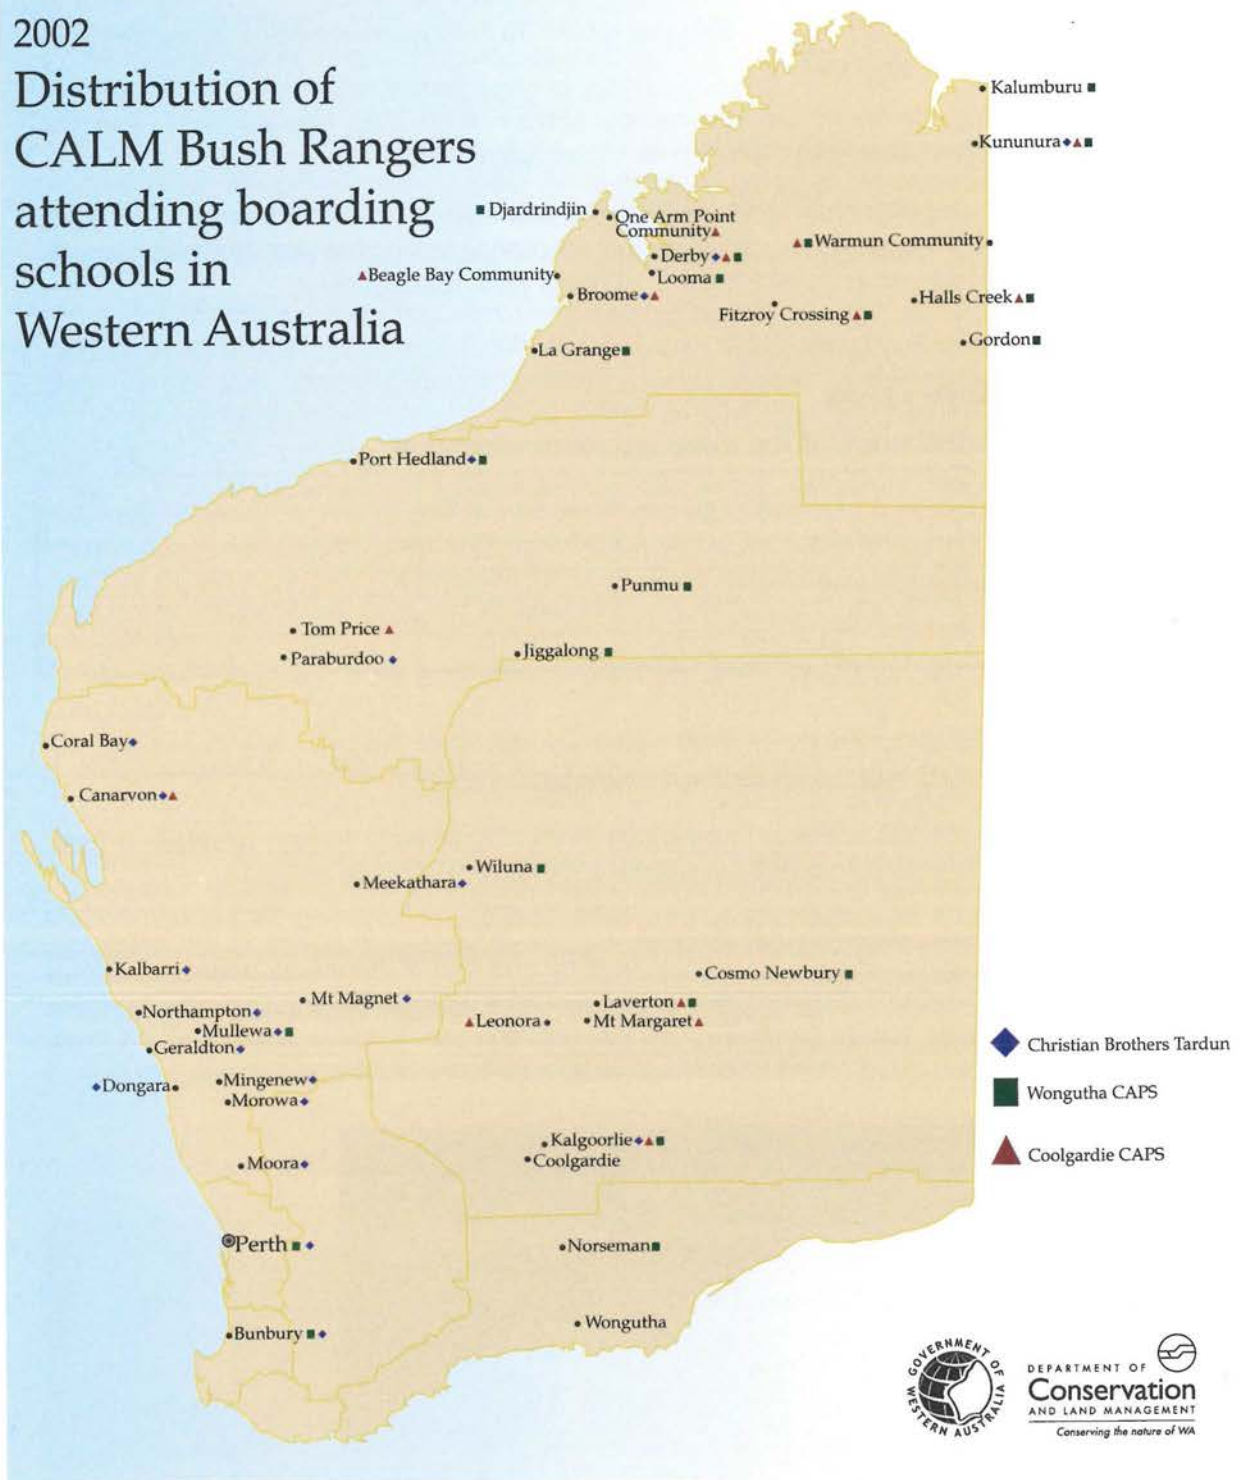 2002
Distribution of
CALM Bush Rangers
attending boarding
schools in
Western Australia
Kalumburu
Kununura
Djardrindjin
One Arm Point
Community
Warmun Community
Derby
Looma
Beagle Bay Community
Broome
Halls Creek
Fitzroy Crossing
Gordon
La Grange
Port Hedland
Punmu
Tom Price
Jiggalong
Paraburdoo
Coral Bay
Canarvon
Wiluna
Meekathara
Kalbarri
Cosmo Newbury
Mt Magnet
Laverton
Northampton
Leonora
Mt Margaret
Mullewa
Geraldton
Mingenew
Dongara
Morowa
Kalgoorlie
Coolgardie
Moora
Perth
Norseman
Wongutha
Bunbury
Christian Brothers Tardun
Wongutha CAPS
Coolgardie CAPS
GOVERNMENT OF
WESTERN AUSTRALIA
DEPARTMENT OF
Conservation
AND LAND MANAGEMENT
Conserving the nature of WA